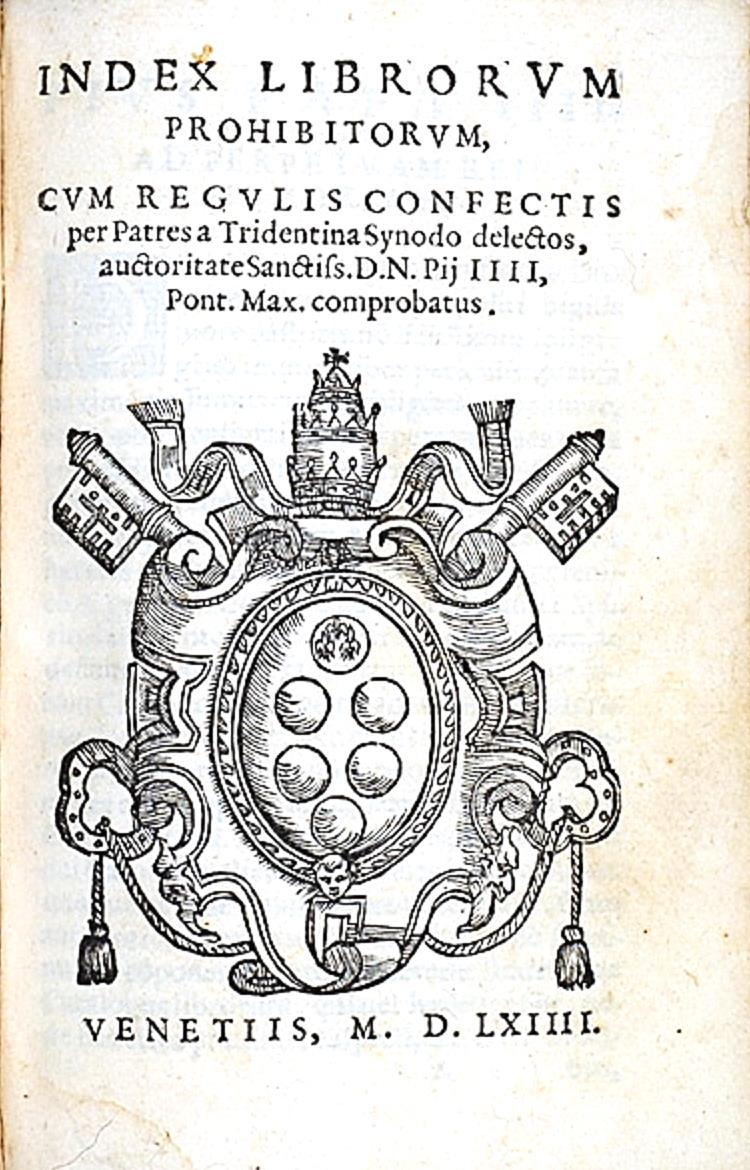 INDEX LIBRORVM
PROHIBITORVM,
CVM REGVLIS CONFECTIS
per Patres a Tridentina Synodo delectos,
auctoritate Sanctiſs. D. N. Pij IIII,
Pont. Max. comprobatus.
VENETIIS, M. D. LXIIII.